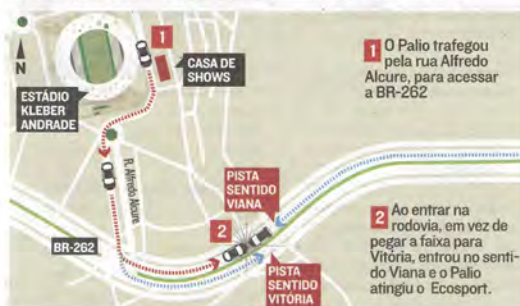 N
1
CASA DE
SHOWS
ESTÁDIO
KLEBER
ANDRADE
R. Alfredo Alcure
BR-262
PISTA
SENTIDO
VIANA
2
PISTA
SENTIDO
VITÓRIA
1 O Palio trafegou
pela rua Alfredo
Alcure, para acessar
a BR-262
2 Ao entrar na
rodovia, em vez de
pegar a faixa para
Vitória, entrou no senti-
do Viana e o Palio
atingiu o Ecosport.